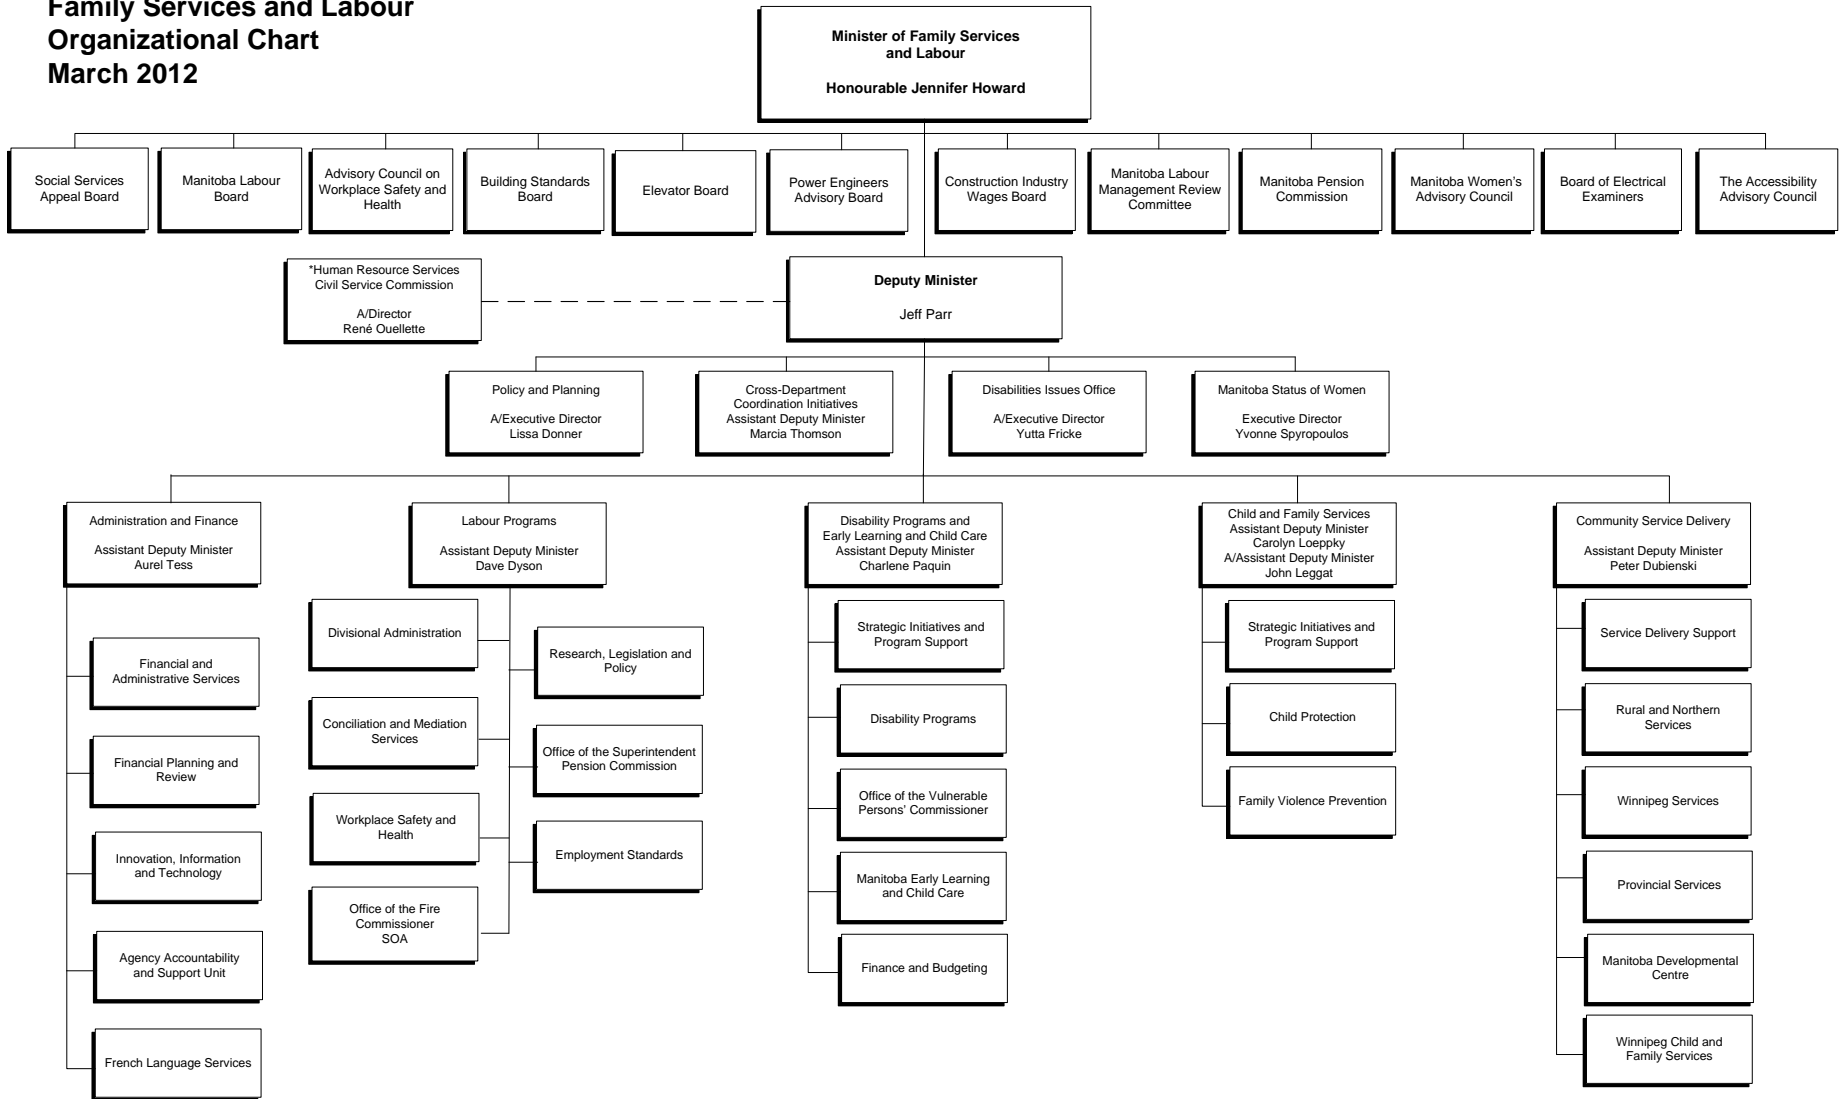 Family Services and Labour
Organizational Chart
March 2012
Minister of Family Services
and Labour
Honourable Jennifer Howard
Social Services
Appeal Board
Manitoba Labour
Board
Advisory Council on
Workplace Safety and
Health
Building Standards
Board
Elevator Board
Power Engineers
Advisory Board
Construction Industry
Wages Board
Manitoba Labour
Management Review
Committee
Manitoba Pension
Commission
Manitoba Women's
Advisory Council
Board of Electrical
Examiners
The Accessibility
Advisory Council
*Human Resource Services
Civil Service Commission
A/Director
René Ouellette
Deputy Minister
Jeff Parr
Policy and Planning
A/Executive Director
Lissa Donner
Cross-Department
Coordination Initiatives
Assistant Deputy Minister
Marcia Thomson
Disabilities Issues Office
A/Executive Director
Yutta Fricke
Manitoba Status of Women
Executive Director
Yvonne Spyropoulos
Administration and Finance
Assistant Deputy Minister
Aurel Tess
Financial and
Administrative Services
Financial Planning and
Review
Innovation, Information
and Technology
Agency Accountability
and Support Unit
French Language Services
Labour Programs
Assistant Deputy Minister
Dave Dyson
Divisional Administration
Research, Legislation and
Policy
Conciliation and Mediation
Services
Office of the Superintendent
Pension Commission
Workplace Safety and
Health
Employment Standards
Office of the Fire
Commissioner
SOA
Disability Programs and
Early Learning and Child Care
Assistant Deputy Minister
Charlene Paquin
Strategic Initiatives and
Program Support
Disability Programs
Office of the Vulnerable
Persons' Commissioner
Manitoba Early Learning
and Child Care
Finance and Budgeting
Child and Family Services
Assistant Deputy Minister
Carolyn Loeppky
A/Assistant Deputy Minister
John Leggat
Strategic Initiatives and
Program Support
Child Protection
Family Violence Prevention
Community Service Delivery
Assistant Deputy Minister
Peter Dubienski
Service Delivery Support
Rural and Northern
Services
Winnipeg Services
Provincial Services
Manitoba Developmental
Centre
Winnipeg Child and
Family Services